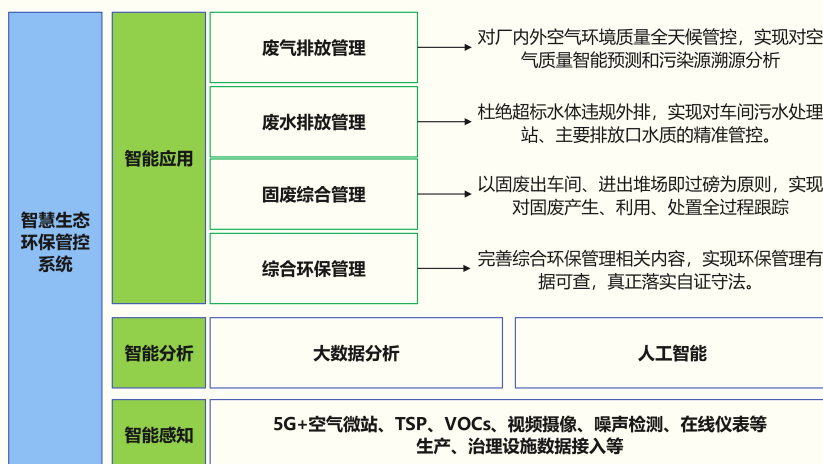 智慧生态
环保管控
系统
智能应用
废气排放管理
对厂内外空气环境质量全天候管控，实现对空
气质量智能预测和污染源溯源分析
废水排放管理
杜绝超标水体违规外排，实现对车间污水处理
站、主要排放口水质的精准管控。
固废综合管理
以固废出车间、进出堆场即过磅为原则，实现
对固废产生、利用、处置全过程跟踪
综合环保管理
完善综合环保管理相关内容，实现环保管理有
据可查，真正落实自证守法。
智能分析
大数据分析
人工智能
智能感知
5G+空气微站、TSP、VOCs、视频摄像、噪声检测、在线仪表等
生产、治理设施数据接入等